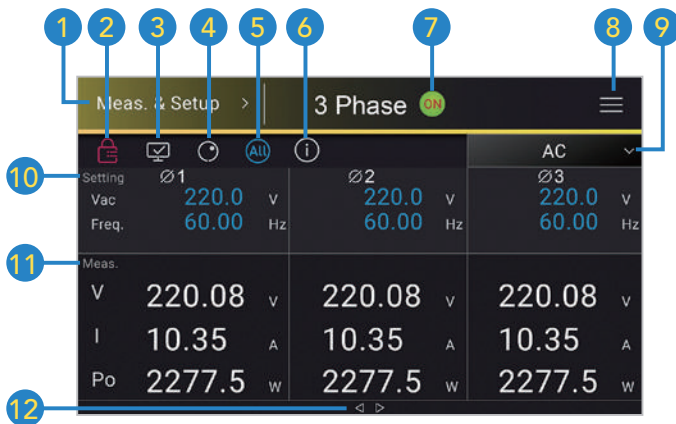 1 2 3 4 5 6 7 8 9
Meas. & Setup > 3 Phase ON
All i AC
10 Setting Ø1 Ø2 Ø3
Vac 220.0 V 220.0 V 220.0 V
Freq. 60.00 Hz 60.00 Hz 60.00 Hz
11 Meas.
V 220.08 V 220.08 V 220.08 V
I 10.35 A 10.35 A 10.35 A
Po 2277.5 W 2277.5 W 2277.5 W
12